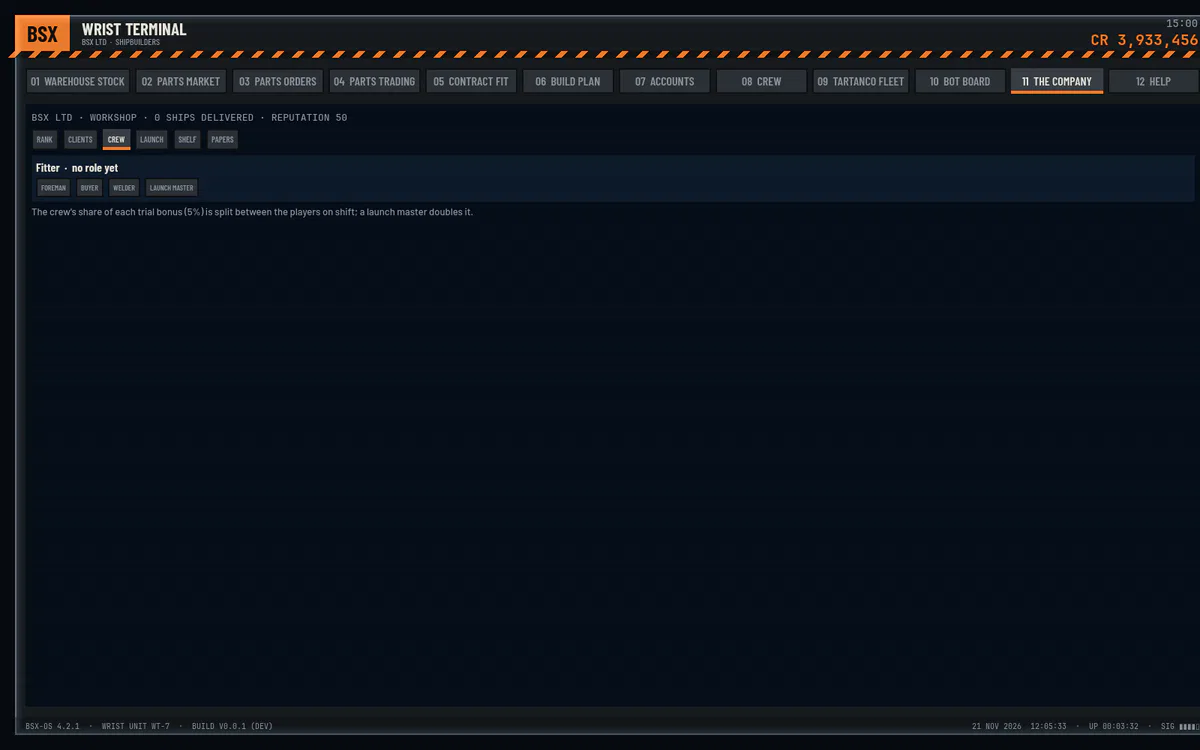 BSX
WRIST TERMINAL
BSX LTD · SHIPBUILDERS
15:00
CR 3,933,456
01 WAREHOUSE STOCK
02 PARTS MARKET
03 PARTS ORDERS
04 PARTS TRADING
05 CONTRACT FIT
06 BUILD PLAN
07 ACCOUNTS
08 CREW
09 TARTANCO FLEET
10 BOT BOARD
11 THE COMPANY
12 HELP
BSX LTD · WORKSHOP · 0 SHIPS DELIVERED · REPUTATION 50
RANK
CLIENTS
CREW
LAUNCH
SHELF
PAPERS
Fitter · no role yet
FOREMAN
BUYER
WELDER
LAUNCH MASTER
The crew's share of each trial bonus (5%) is split between the players on shift; a launch master doubles it.
BSX-OS 4.2.1 · WRIST UNIT WT-7 · BUILD V0.0.1 (DEV)
21 NOV 2026 12:05:33 · UP 00:03:32 · SIG